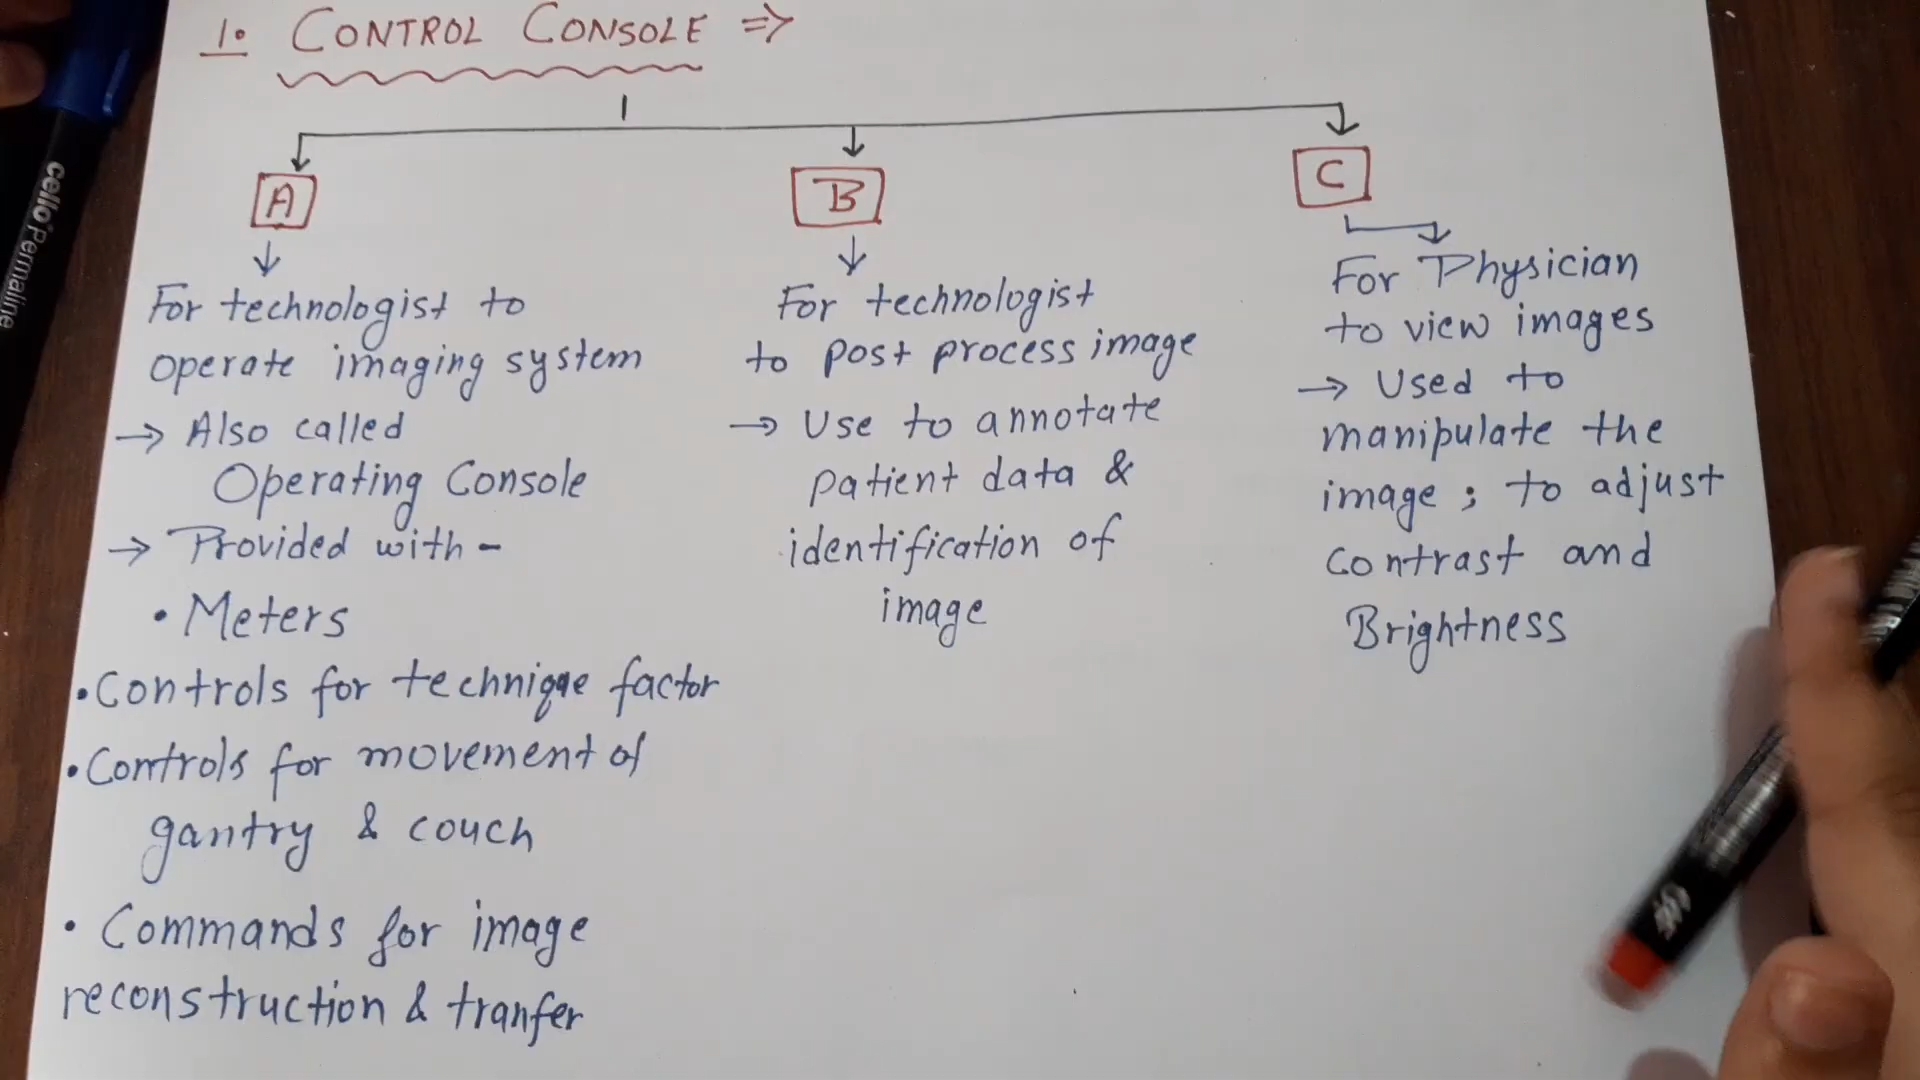 1. CONTROL CONSOLE ⇒
A
For technologist to
operate imaging system
→ Also called
Operating Console
→ Provided with -
• Meters
• Controls for technique factor
• Controls for movement of
gantry & couch
• Commands for image
reconstruction & tranfer
B
For technologist
to post process image
→ Use to annotate
patient data &
identification of
image
C
For Physician
to view images
→ Used to
manipulate the
image ; to adjust
contrast and
Brightness
cello Permaline